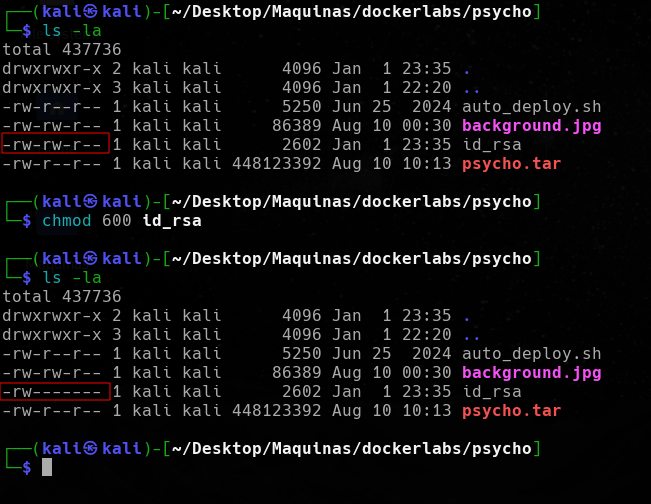 ┌──(kali㉿kali)-[~/Desktop/Maquinas/dockerlabs/psycho]
└─$ ls -la
total 437736
drwxrwxr-x 2 kali kali      4096 Jan  1 23:35 .
drwxrwxr-x 3 kali kali      4096 Jan  1 22:20 ..
-rw-r--r-- 1 kali kali      5250 Jun 25  2024 auto_deploy.sh
-rw-rw-r-- 1 kali kali     86389 Aug 10 00:30 background.jpg
-rw-rw-r-- 1 kali kali      2602 Jan  1 23:35 id_rsa
-rw-r--r-- 1 kali kali 448123392 Aug 10 10:13 psycho.tar
┌──(kali㉿kali)-[~/Desktop/Maquinas/dockerlabs/psycho]
└─$ chmod 600 id_rsa
┌──(kali㉿kali)-[~/Desktop/Maquinas/dockerlabs/psycho]
└─$ ls -la
total 437736
drwxrwxr-x 2 kali kali      4096 Jan  1 23:35 .
drwxrwxr-x 3 kali kali      4096 Jan  1 22:20 ..
-rw-r--r-- 1 kali kali      5250 Jun 25  2024 auto_deploy.sh
-rw-rw-r-- 1 kali kali     86389 Aug 10 00:30 background.jpg
-rw------- 1 kali kali      2602 Jan  1 23:35 id_rsa
-rw-r--r-- 1 kali kali 448123392 Aug 10 10:13 psycho.tar
┌──(kali㉿kali)-[~/Desktop/Maquinas/dockerlabs/psycho]
└─$